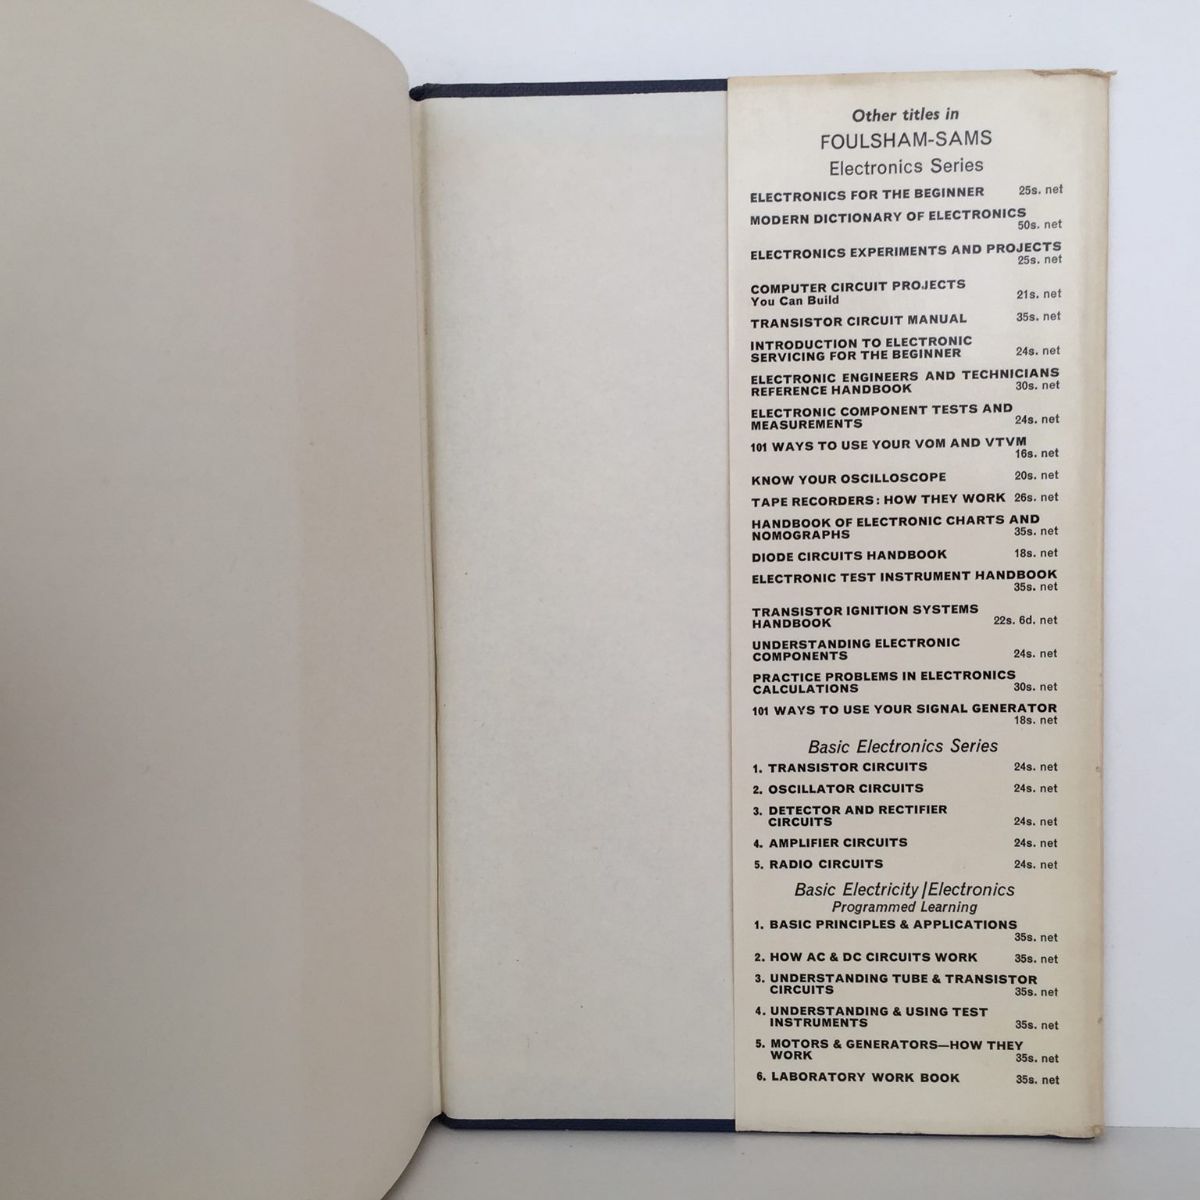 Other titles in
FOULSHAM-SAMS
Electronics Series
ELECTRONICS FOR THE BEGINNER 25s. net
MODERN DICTIONARY OF ELECTRONICS
50s. net
ELECTRONICS EXPERIMENTS AND PROJECTS
25s. net
COMPUTER CIRCUIT PROJECTS
You Can Build 21s. net
TRANSISTOR CIRCUIT MANUAL 35s. net
INTRODUCTION TO ELECTRONIC
SERVICING FOR THE BEGINNER 24s. net
ELECTRONIC ENGINEERS AND TECHNICIANS
REFERENCE HANDBOOK 30s. net
ELECTRONIC COMPONENT TESTS AND
MEASUREMENTS 24s. net
101 WAYS TO USE YOUR VOM AND VTVM
16s. net
KNOW YOUR OSCILLOSCOPE 20s. net
TAPE RECORDERS: HOW THEY WORK 26s. net
HANDBOOK OF ELECTRONIC CHARTS AND
NOMOGRAPHS 35s. net
DIODE CIRCUITS HANDBOOK 18s. net
ELECTRONIC TEST INSTRUMENT HANDBOOK
35s. net
TRANSISTOR IGNITION SYSTEMS
HANDBOOK 22s. 6d. net
UNDERSTANDING ELECTRONIC
COMPONENTS 24s. net
PRACTICE PROBLEMS IN ELECTRONICS
CALCULATIONS 30s. net
101 WAYS TO USE YOUR SIGNAL GENERATOR
18s. net
Basic Electronics Series
1. TRANSISTOR CIRCUITS 24s. net
2. OSCILLATOR CIRCUITS 24s. net
3. DETECTOR AND RECTIFIER
CIRCUITS 24s. net
4. AMPLIFIER CIRCUITS 24s. net
5. RADIO CIRCUITS 24s. net
Basic Electricity/Electronics
Programmed Learning
1. BASIC PRINCIPLES & APPLICATIONS
35s. net
2. HOW AC & DC CIRCUITS WORK 35s. net
3. UNDERSTANDING TUBE & TRANSISTOR
CIRCUITS 35s. net
4. UNDERSTANDING & USING TEST
INSTRUMENTS 35s. net
5. MOTORS & GENERATORS—HOW THEY
WORK 35s. net
6. LABORATORY WORK BOOK 35s. net